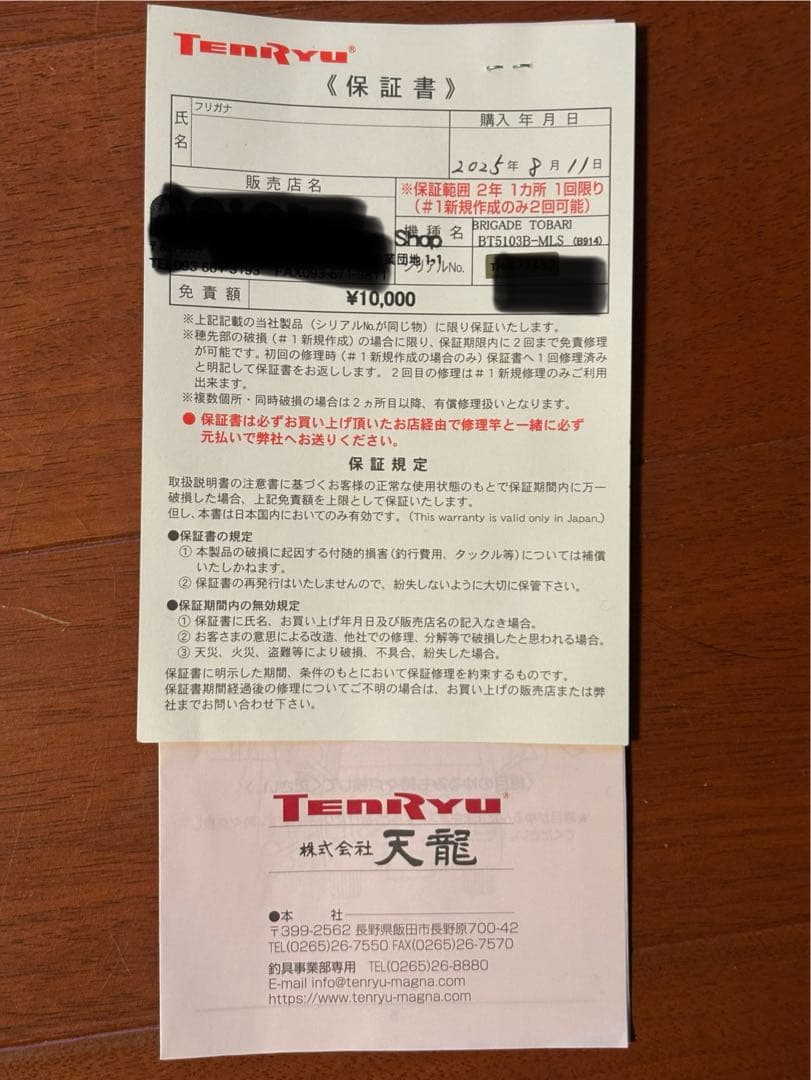 TENRYU®
《保証書》
フリガナ
氏名
購入年月日
2025年8月11日
販売店名
※保証範囲 2年 1カ所 1回限り
(#1新規作成のみ2回可能)
Shop
機種名
BRIGADE TOBARI
BT5103B-MLS (B914)
団地 1-1
シリアルNo.
免責額
¥10,000
※上記記載の当社製品(シリアルNo.が同じ物)に限り保証いたします。
※穂先部の破損(#1新規作成)の場合に限り、保証期限内に2回まで免責修理
が可能です。初回の修理時(#1新規作成の場合のみ)保証書へ1回修理済み
と明記して保証書をお返しします。2回目の修理は#1新規修理のみご利用
出来ます。
※複数個所・同時破損の場合は2ヵ所目以降、有償修理扱いとなります。
●保証書は必ずお買い上げ頂いたお店経由で修理竿と一緒に必ず
元払いで弊社へお送りください。
保証規定
取扱説明書の注意書に基づくお客様の正常な使用状態のもとで保証期間内に万一
破損した場合、上記免責額を上限として保証いたします。
但し、本書は日本国内においてのみ有効です。(This warranty is valid only in Japan.)
●保証書の規定
① 本製品の破損に起因する付随的損害(釣行費用、タックル等)については補償
いたしかねます。
② 保証書の再発行はいたしませんので、紛失しないように大切に保管下さい。
●保証期間内の無効規定
① 保証書に氏名、お買い上げ年月日及び販売店名の記入なき場合。
② お客さまの意思による改造、他社での修理、分解等で破損したと思われる場合。
③ 天災、火災、盗難等により破損、不具合、紛失した場合。
保証書に明示した期間、条件のもとにおいて保証修理を約束するものです。
保証書期間経過後の修理についてご不明の場合は、お買い上げの販売店または弊
社までお問い合わせ下さい。
TENRYU®
株式会社 天龍
●本社
〒399-2562 長野県飯田市長野原700-42
TEL(0265)26-7550 FAX(0265)26-7570
釣具事業部専用 TEL(0265)26-8880
E-mail info@tenryu-magna.com
https://www.tenryu-magna.com